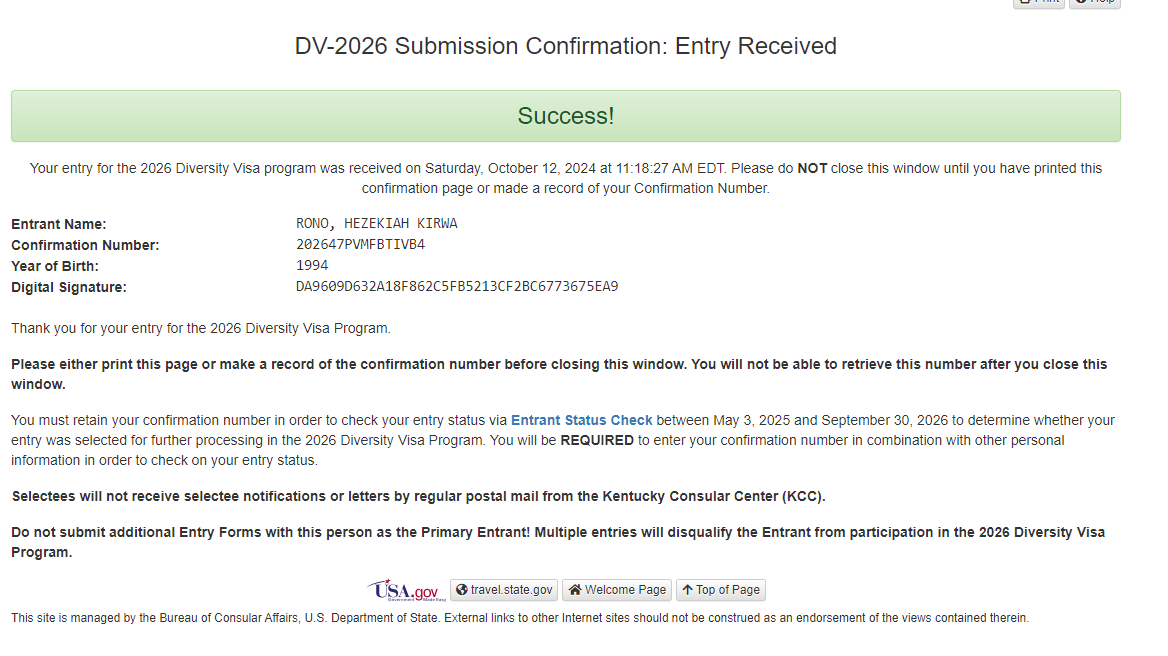 Print Help
DV-2026 Submission Confirmation: Entry Received
Success!
Your entry for the 2026 Diversity Visa program was received on Saturday, October 12, 2024 at 11:18:27 AM EDT. Please do NOT close this window until you have printed this
confirmation page or made a record of your Confirmation Number.
Entrant Name: RONO, HEZEKIAH KIRWA
Confirmation Number: 202647PVMFBTIVB4
Year of Birth: 1994
Digital Signature: DA9609D632A18F862C5FB5213CF2BC6773675EA9
Thank you for your entry for the 2026 Diversity Visa Program.
Please either print this page or make a record of the confirmation number before closing this window. You will not be able to retrieve this number after you close this
window.
You must retain your confirmation number in order to check your entry status via Entrant Status Check between May 3, 2025 and September 30, 2026 to determine whether your
entry was selected for further processing in the 2026 Diversity Visa Program. You will be REQUIRED to enter your confirmation number in combination with other personal
information in order to check on your entry status.
Selectees will not receive selectee notifications or letters by regular postal mail from the Kentucky Consular Center (KCC).
Do not submit additional Entry Forms with this person as the Primary Entrant! Multiple entries will disqualify the Entrant from participation in the 2026 Diversity Visa
Program.
USA.gov Government Made Easy travel.state.gov Welcome Page Top of Page
This site is managed by the Bureau of Consular Affairs, U.S. Department of State. External links to other Internet sites should not be construed as an endorsement of the views contained therein.